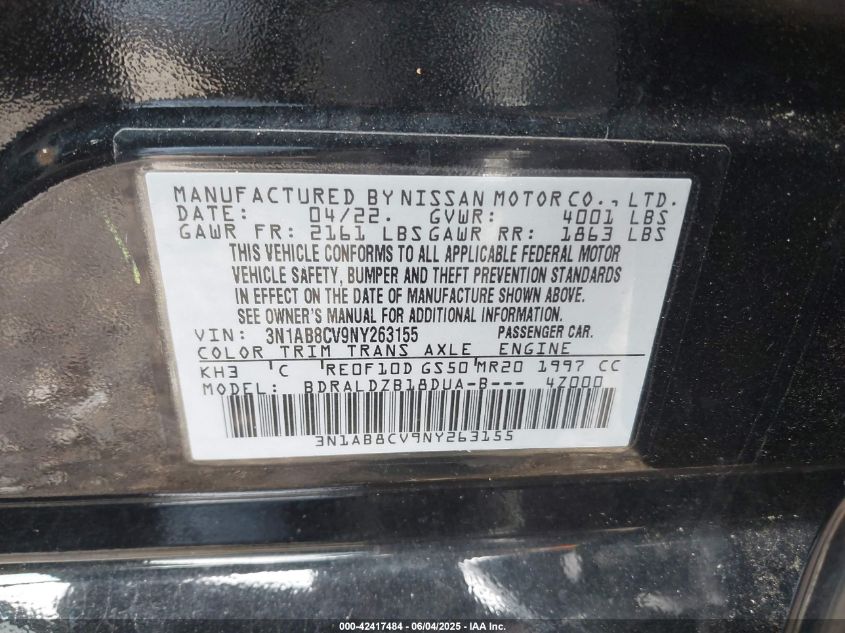 MANUFACTURED BY NISSAN MOTOR CO., LTD.
DATE: 04/22. GVWR: 4001 LBS
GAWR FR: 2161 LBS GAWR RR: 1863 LBS
THIS VEHICLE CONFORMS TO ALL APPLICABLE FEDERAL MOTOR
VEHICLE SAFETY, BUMPER AND THEFT PREVENTION STANDARDS
IN EFFECT ON THE DATE OF MANUFACTURE SHOWN ABOVE.
SEE OWNER'S MANUAL FOR ADDITIONAL INFORMATION.
VIN: 3N1AB8CV9NY263155 PASSENGER CAR.
COLOR TRIM TRANS AXLE ENGINE
KH3 C RE0F10D GS50 MR20 1997 CC
MODEL: BDRALDZB18DUA-B--- 4Z000
3N1AB8CV9NY263155
000-42417484 - 06/04/2025 - IAA Inc.